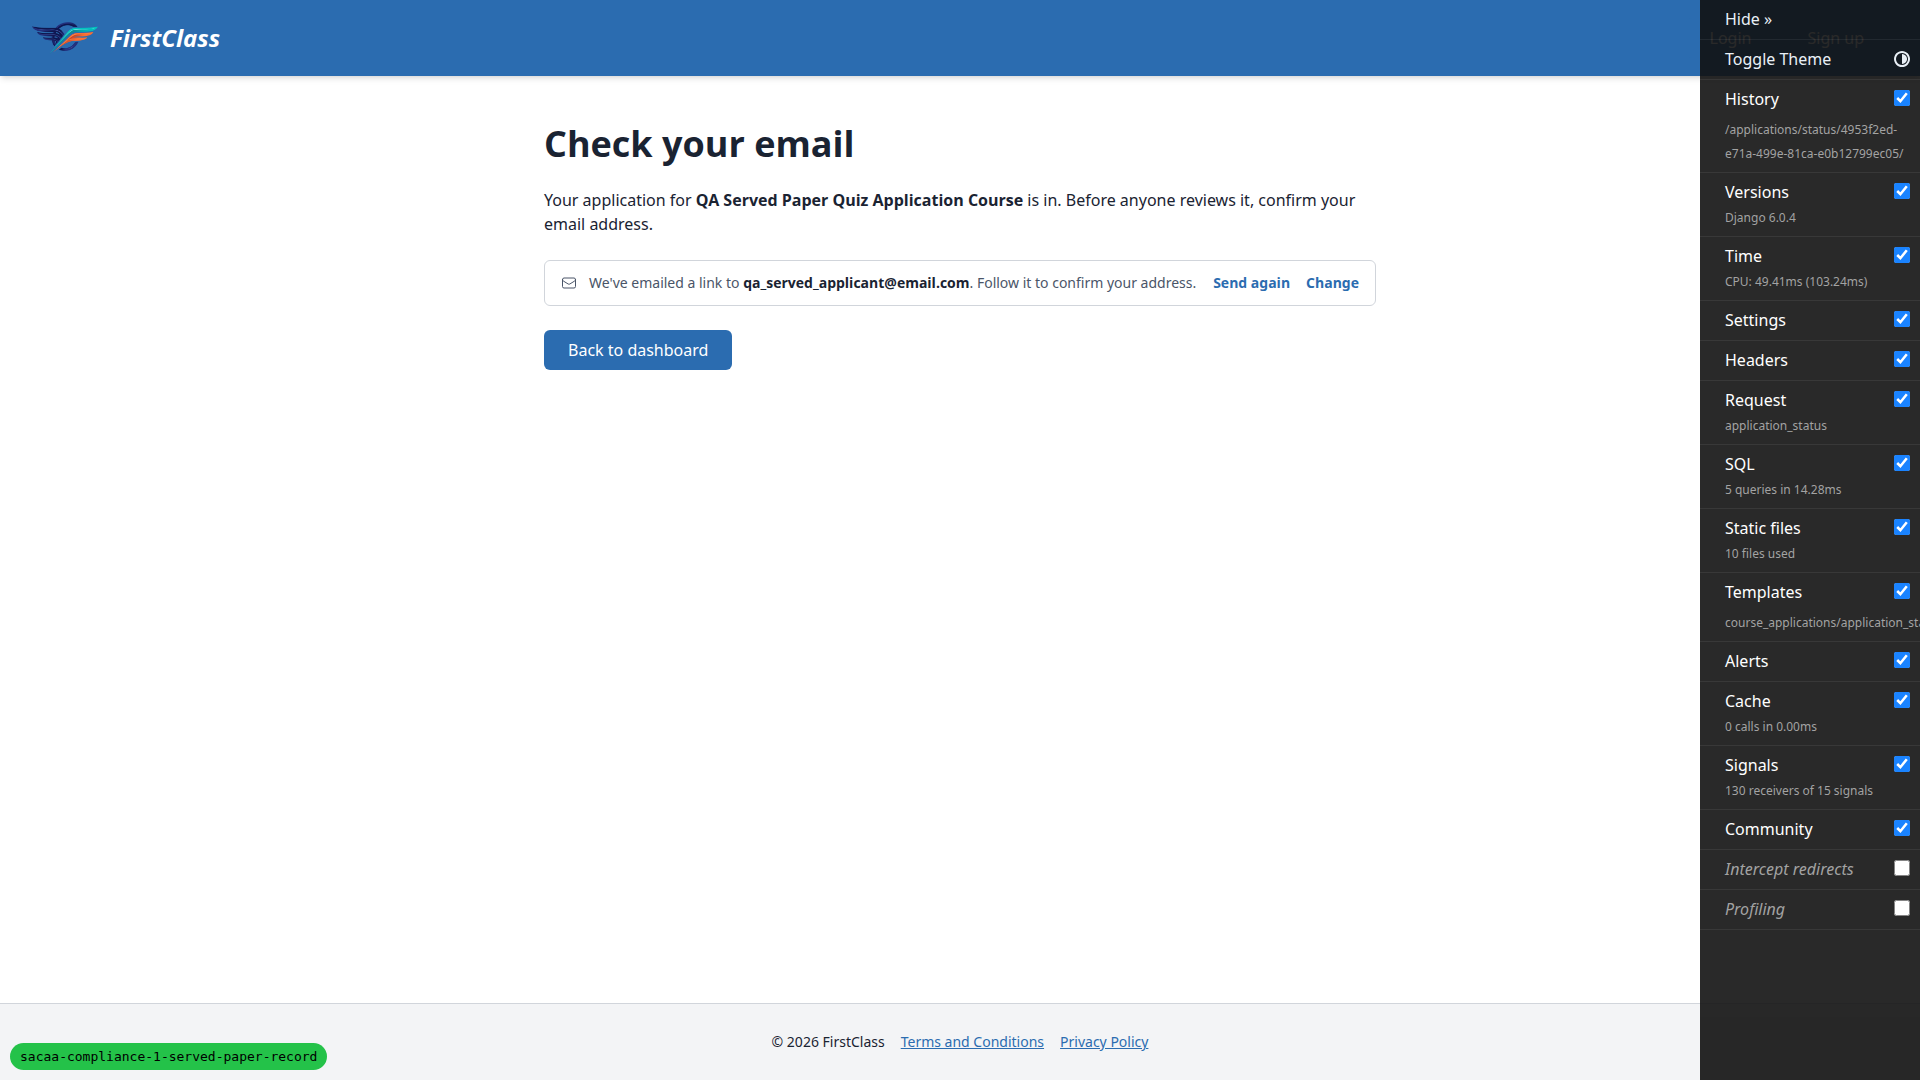 FirstClass
Login Sign up
Check your email
Your application for QA Served Paper Quiz Application Course is in. Before anyone reviews it, confirm your
email address.
We've emailed a link to qa_served_applicant@email.com. Follow it to confirm your address. Send again Change
Back to dashboard
© 2026 FirstClass Terms and Conditions Privacy Policy
sacaa-compliance-1-served-paper-record
Hide »
Toggle Theme
History
/applications/status/4953f2ed-
e71a-499e-81ca-e0b12799ec05/
Versions
Django 6.0.4
Time
CPU: 49.41ms (103.24ms)
Settings
Headers
Request
application_status
SQL
5 queries in 14.28ms
Static files
10 files used
Templates
course_applications/application_sta
Alerts
Cache
0 calls in 0.00ms
Signals
130 receivers of 15 signals
Community
Intercept redirects
Profiling